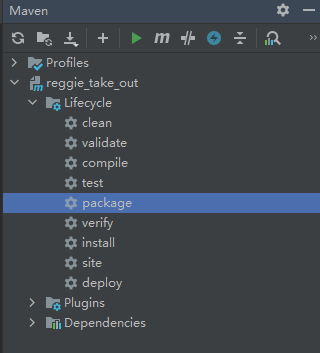 Maven
Profiles
reggie_take_out
Lifecycle
clean
validate
compile
test
package
verify
install
site
deploy
Plugins
Dependencies